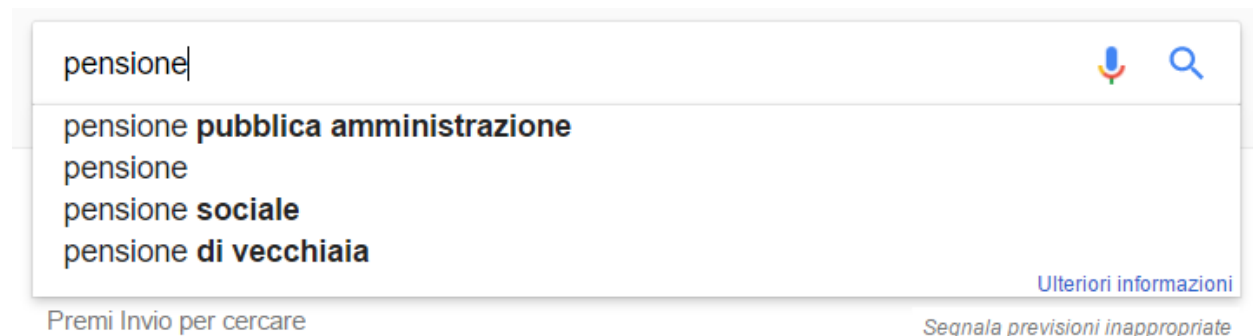 pensione
pensione pubblica amministrazione
pensione
pensione sociale
pensione di vecchiaia
Ulteriori informazioni
Premi Invio per cercare
Segnala previsioni inappropriate